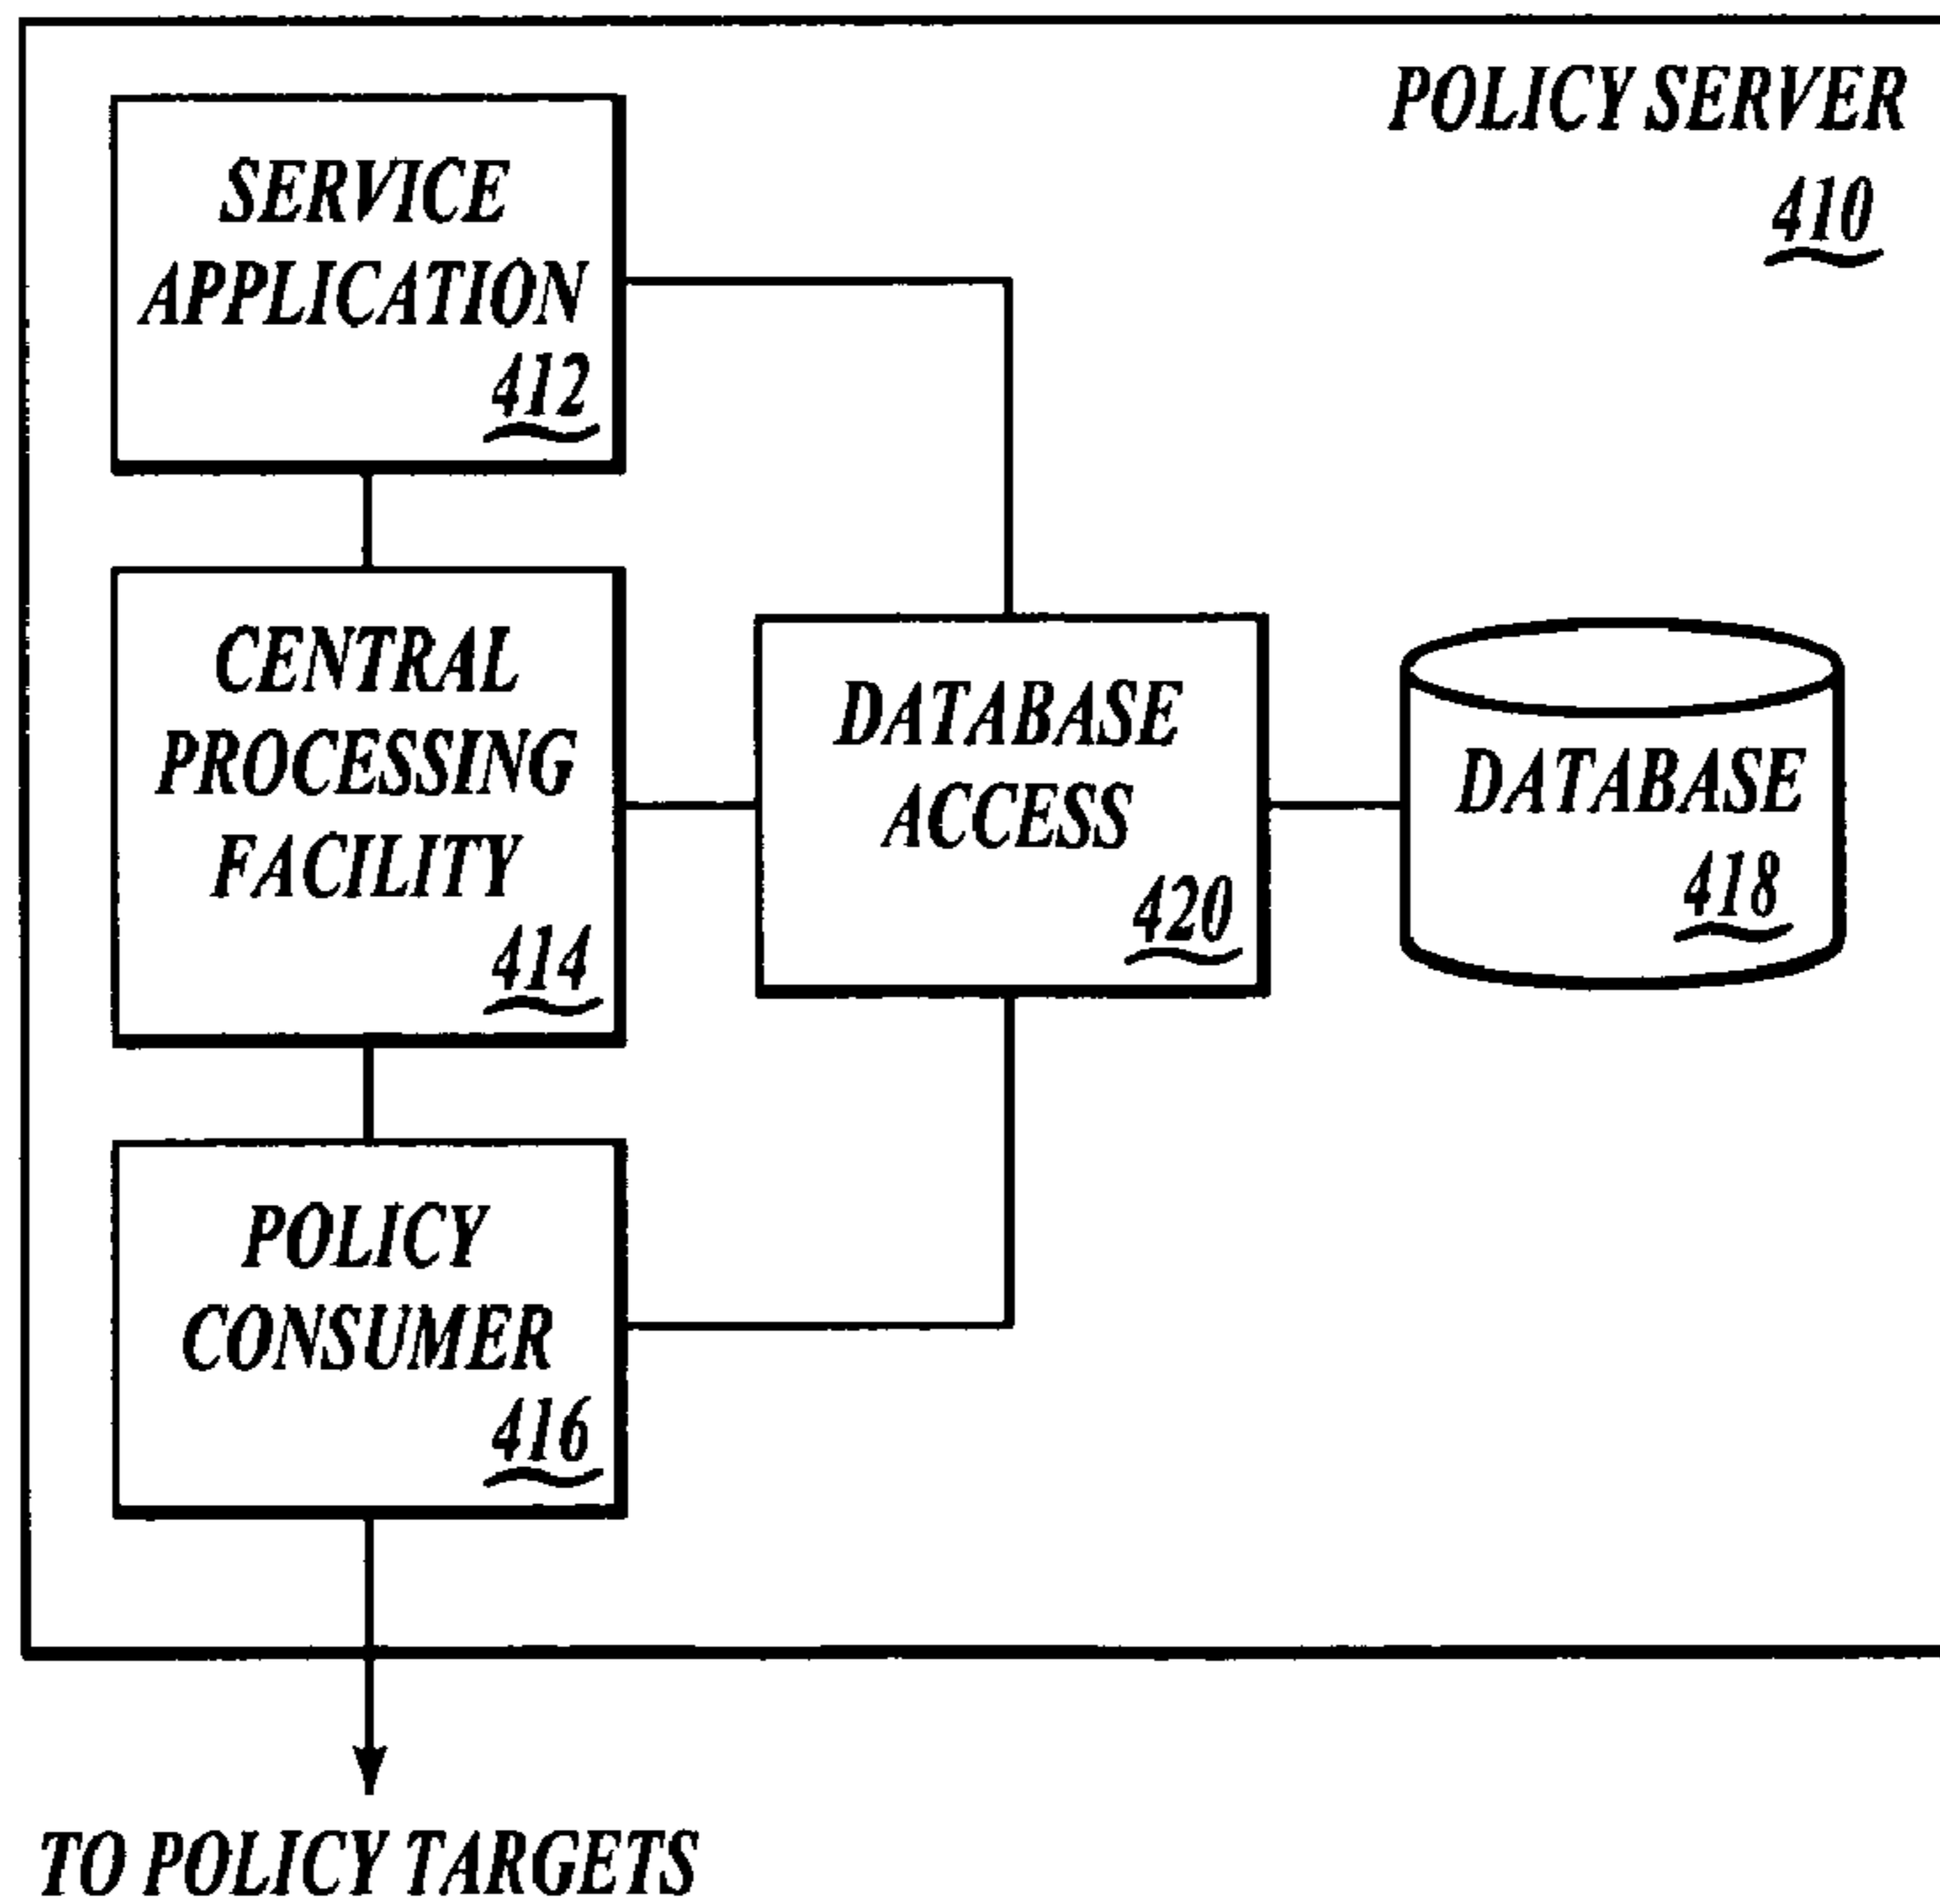 POLICY SERVER
410
SERVICE
APPLICATION
412
CENTRAL
PROCESSING
FACILITY
414
DATABASE
ACCESS
420
DATABASE
418
POLICY
CONSUMER
416
TO POLICY TARGETS